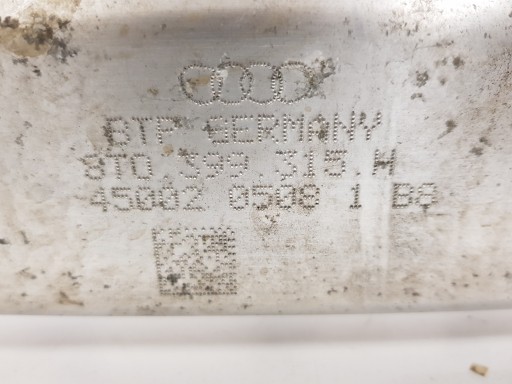 BTP GERMANY
8T0.399.315.M
45002 0508 1 B8